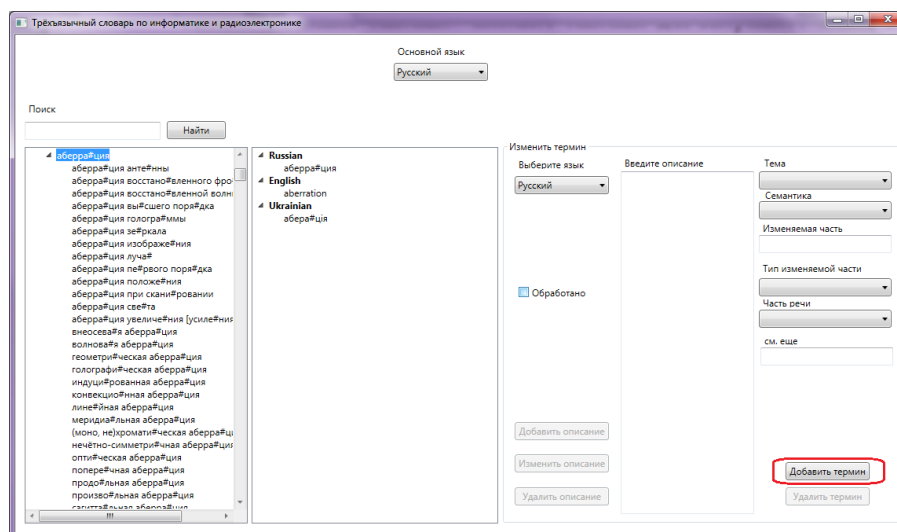 Трёхъязычный словарь по информатике и радиоэлектронике
Основной язык
Русский
Поиск
Найти
аберра#ция
аберра#ция анте#нны
аберра#ция восстано#вленного фро
аберра#ция восстано#вленной волн
аберра#ция вы#сшего поря#дка
аберра#ция гологра#ммы
аберра#ция зе#ркала
аберра#ция изображе#ния
аберра#ция луча#
аберра#ция пе#рвого поря#дка
аберра#ция положе#ния
аберра#ция при скани#ровании
аберра#ция све#та
аберра#ция увеличе#ния [усиле#ния
внеосева#я аберра#ция
волнова#я аберра#ция
геометри#ческая аберра#ция
голографи#ческая аберра#ция
индуци#рованная аберра#ция
конвекцио#нная аберра#ция
лине#йная аберра#ция
меридиа#льная аберра#ция
(моно, не)хромати#ческая аберра#ц
нечётно-симметри#чная аберра#ция
опти#ческая аберра#ция
попере#чная аберра#ция
продо#льная аберра#ция
произво#льная аберра#ция
сагитта#льная аберра#ция
Russian
аберра#ция
English
aberration
Ukrainian
абера#ція
Изменить термин
Выберите язык
Русский
Обработано
Добавить описание
Изменить описание
Удалить описание
Введите описание
Тема
Семантика
Изменяемая часть
Тип изменяемой части
Часть речи
см. еще
Добавить термин
Удалить термин